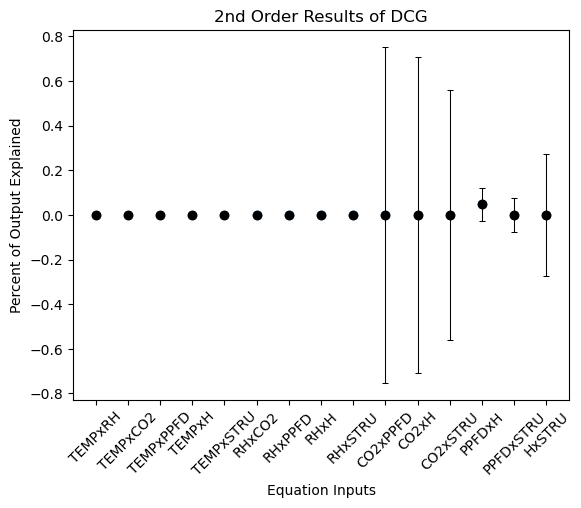 2nd Order Results of DCG
Percent of Output Explained
0.8
0.6
0.4
0.2
0.0
−0.2
−0.4
−0.6
−0.8
TEMPxRH
TEMPxCO2
TEMPxPPFD
TEMPxH
TEMPxSTRU
RHxCO2
RHxPPFD
RHxH
RHxSTRU
CO2xPPFD
CO2xH
CO2xSTRU
PPFDxH
PPFDxSTRU
HxSTRU
Equation Inputs